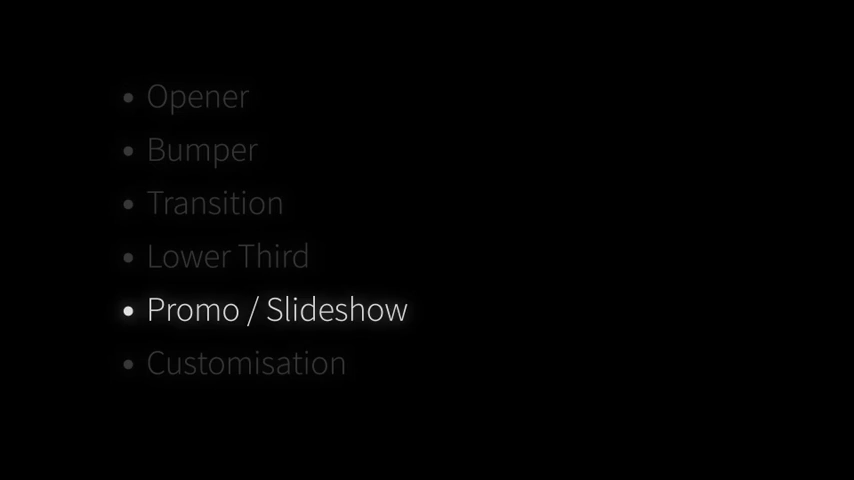 • Opener
• Bumper
• Transition
• Lower Third
• Promo / Slideshow
• Customisation